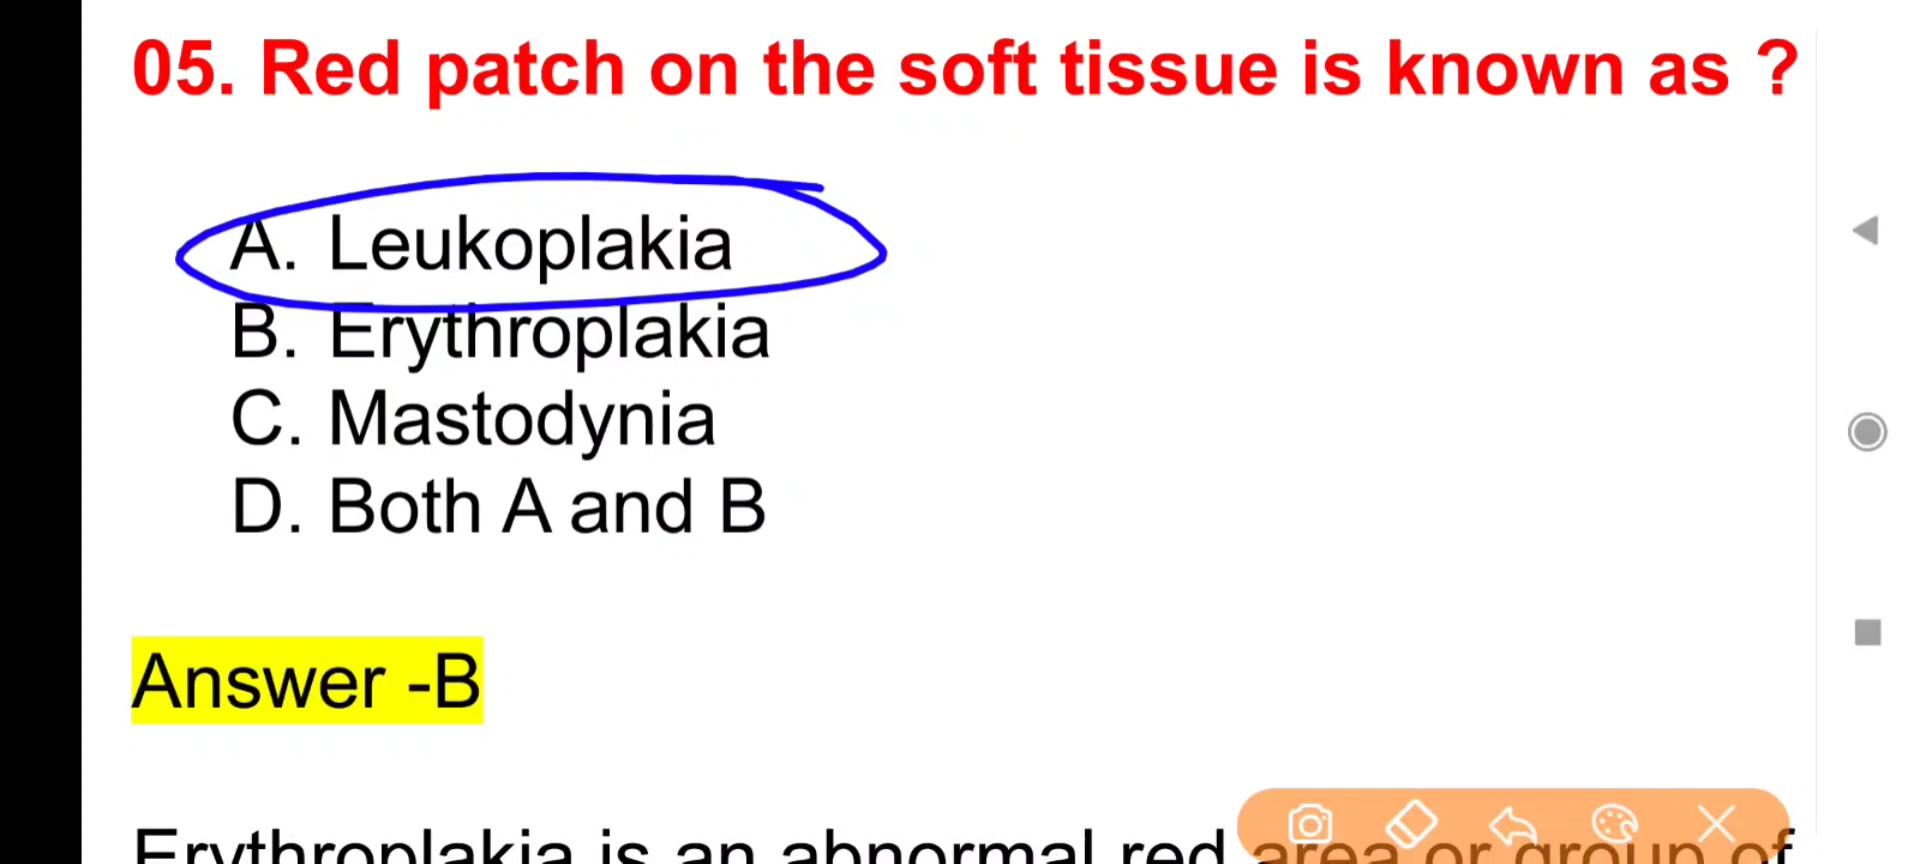 05. Red patch on the soft tissue is known as ?
A. Leukoplakia
B. Erythroplakia
C. Mastodynia
D. Both A and B
Answer -B
Erythroplakia is an abnormal red area or group of